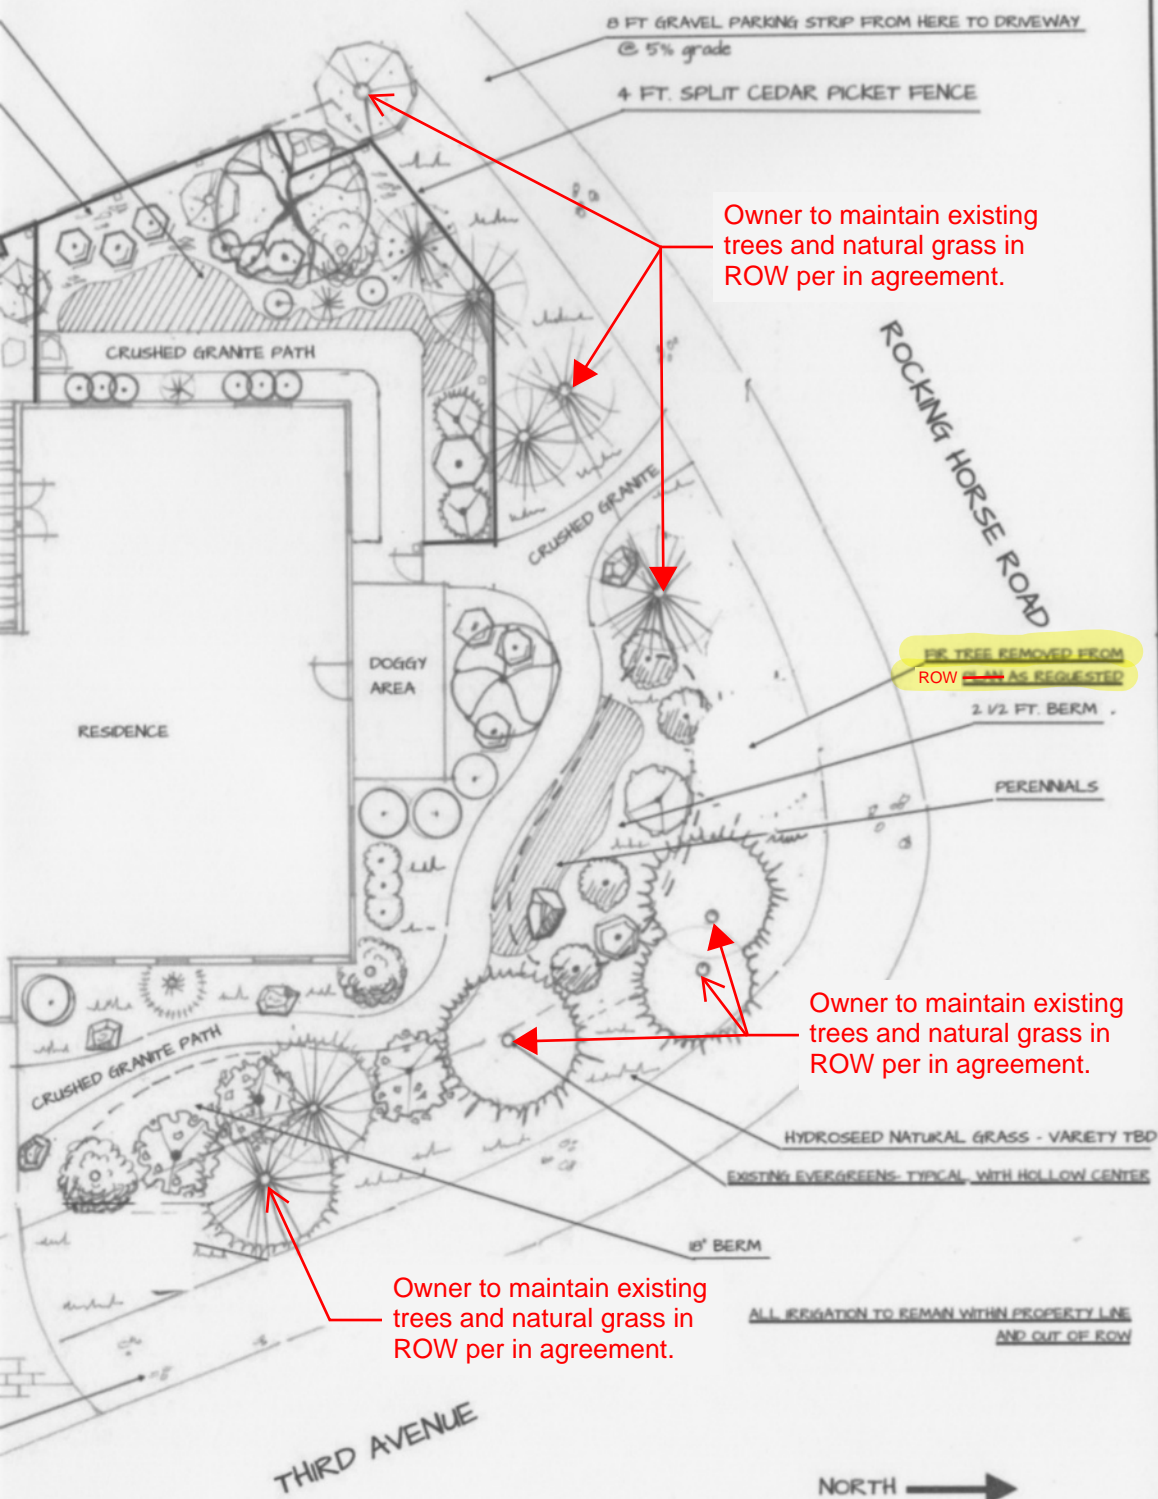 8 FT GRAVEL PARKING STRIP FROM HERE TO DRIVEWAY
@ 5% grade
4 FT. SPLIT CEDAR PICKET FENCE
Owner to maintain existing
trees and natural grass in
ROW per in agreement.
CRUSHED GRANITE PATH
ROCKING HORSE ROAD
CRUSHED GRANITE
FIR TREE REMOVED FROM
ROW PLAN AS REQUESTED
DOGGY
AREA
2 1/2 FT. BERM .
RESIDENCE
PERENNIALS
Owner to maintain existing
trees and natural grass in
ROW per in agreement.
CRUSHED GRANITE PATH
HYDROSEED NATURAL GRASS - VARIETY TBD
EXISTING EVERGREENS- TYPICAL, WITH HOLLOW CENTER
18" BERM
Owner to maintain existing
trees and natural grass in
ROW per in agreement.
ALL IRRIGATION TO REMAIN WITHIN PROPERTY LINE
AND OUT OF ROW
THIRD AVENUE
NORTH